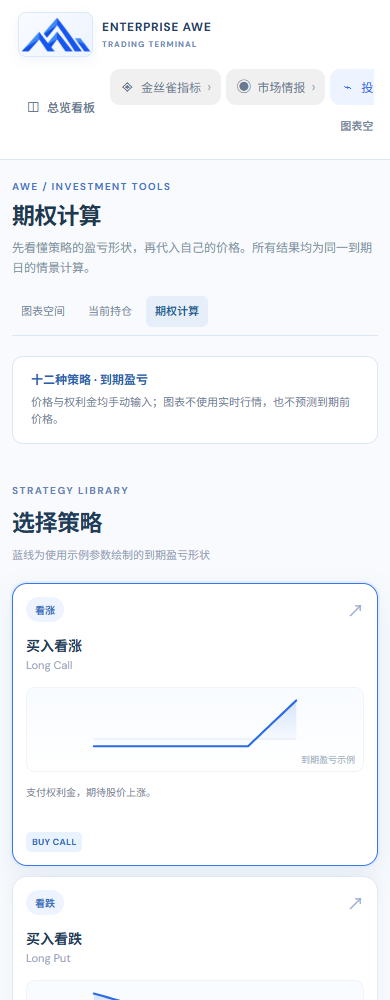 ENTERPRISE AWE
TRADING TERMINAL
总览看板
金丝雀指标 ›
市场情报 ›
投
图表空
AWE / INVESTMENT TOOLS
期权计算
先看懂策略的盈亏形状，再代入自己的价格。所有结果均为同一到期
日的情景计算。
图表空间 当前持仓 期权计算
十二种策略 · 到期盈亏
价格与权利金均手动输入；图表不使用实时行情，也不预测到期前
价格。
STRATEGY LIBRARY
选择策略
蓝线为使用示例参数绘制的到期盈亏形状
看涨 ↗
买入看涨
Long Call
到期盈亏示例
支付权利金，期待股价上涨。
BUY CALL
看跌 ↗
买入看跌
Long Put